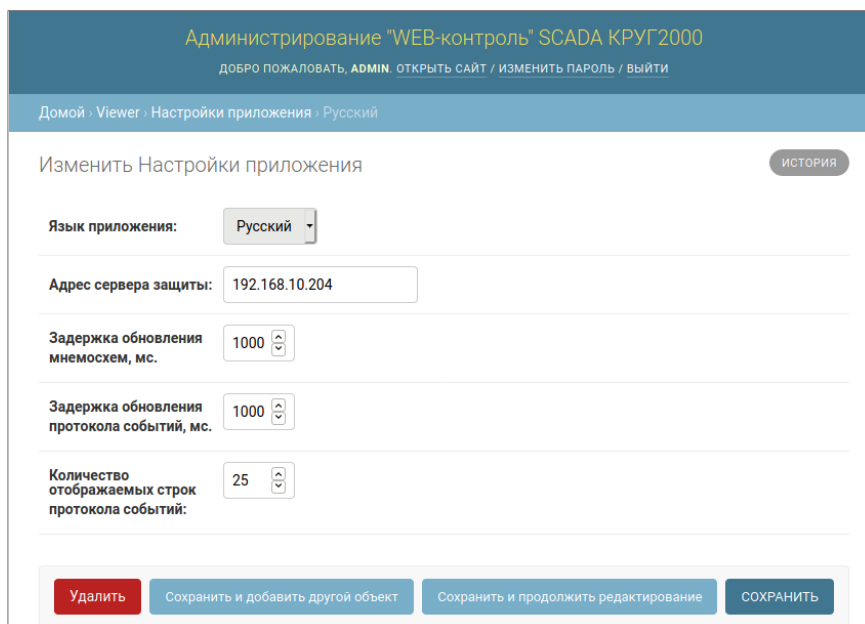 Администрирование "WEB-контроль" SCADA КРУГ2000
ДОБРО ПОЖАЛОВАТЬ, ADMIN. ОТКРЫТЬ САЙТ / ИЗМЕНИТЬ ПАРОЛЬ / ВЫЙТИ
Домой › Viewer › Настройки приложения › Русский
Изменить Настройки приложения
ИСТОРИЯ
Язык приложения:
Русский
Адрес сервера защиты:
192.168.10.204
Задержка обновления
мнемосхем, мс.
1000
Задержка обновления
протокола событий, мс.
1000
Количество
отображаемых строк
протокола событий:
25
Удалить
Сохранить и добавить другой объект
Сохранить и продолжить редактирование
СОХРАНИТЬ